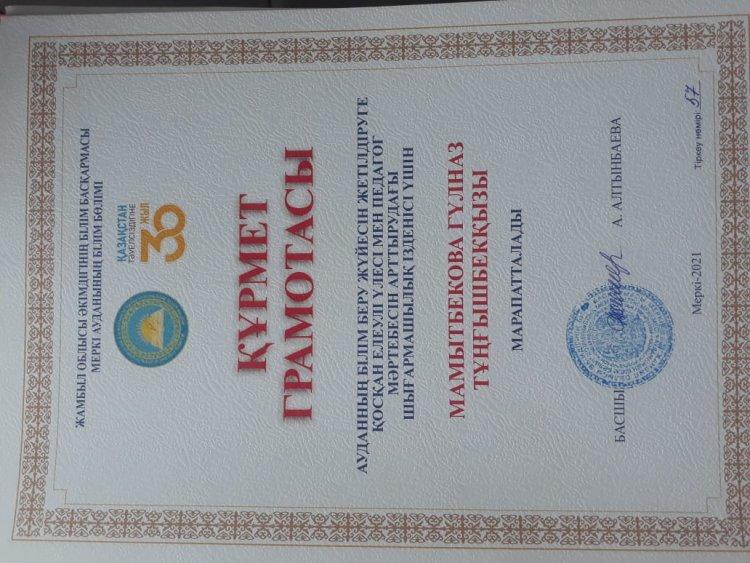 ЖАМБЫЛ ОБЛЫСЫ ӘКІМДІГІНІҢ БІЛІМ БАСҚАРМАСЫ
МЕРКІ АУДАНЫНЫҢ БІЛІМ БӨЛІМІ
ҚАЗАҚСТАН
ТӘУЕЛСІЗДІГІНЕ
30 ЖЫЛ
ҚҰРМЕТ
ГРАМОТАСЫ
АУДАННЫҢ БІЛІМ БЕРУ ЖҮЙЕСІН ЖЕТІЛДІРУГЕ
ҚОСҚАН ЕЛЕУЛІ ҮЛЕСІ МЕН ПЕДАГОГ
МӘРТЕБЕСІН АРТТЫРУДАҒЫ
ШЫҒАРМАШЫЛЫҚ ІЗДЕНІСІ ҮШІН
МАМЫТБЕКОВА ГҮЛНАЗ
ТҰҢҒЫШБЕКҚЫЗЫ
МАРАПАТТАЛАДЫ
БАСШЫ А. АЛТЫНБАЕВА
Меркі-2021
Тіркеу нөмірі 57